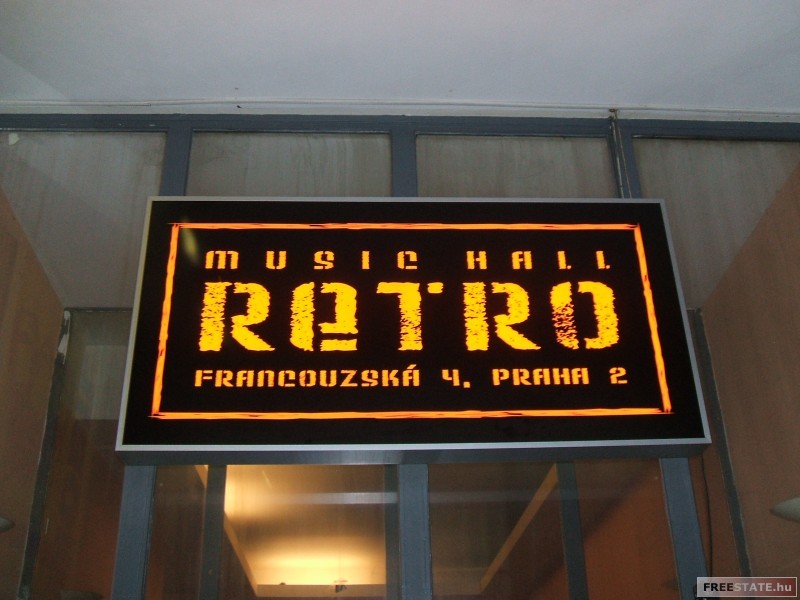 MUSIC HALL
RETRO
FRANCOUZSKÁ 4, PRAHA 2
FREESTATE.hu